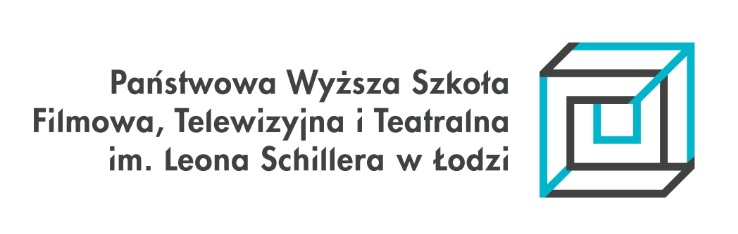 Państwowa Wyższa Szkoła
Filmowa, Telewizyjna i Teatralna
im. Leona Schillera w Łodzi